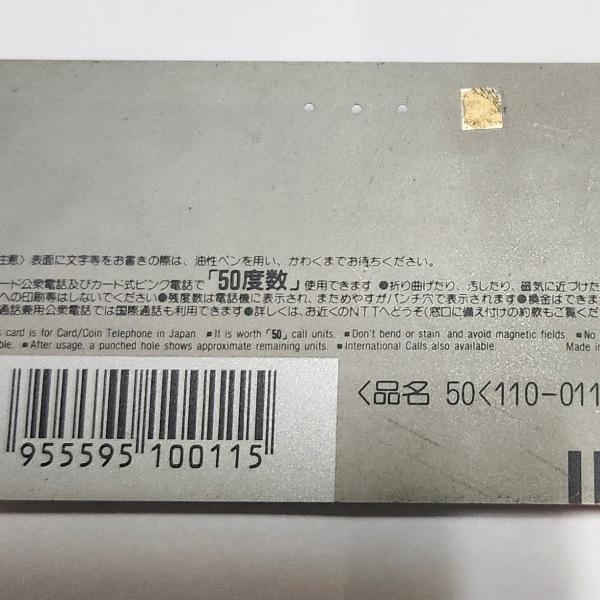 注意〉表面に文字等をお書きの際は、油性ペンを用い、かわくまでお待ちください。
ード公衆電話及びカード式ピンク電話で「50度数」使用できます ●折り曲げたり、汚したり、磁気に近づけた
への印刷等はしないでください●残度数は電話機に表示され、まためやすがパンチ穴で表示されます ●換金はできま
通話兼用公衆電話では国際通話も利用できます ●詳しくは、お近くのNTTへどうぞ(窓口に備え付けの約款もご覧くだ
s card is for Card/Coin Telephone in Japan. ■It is worth「50」call units. ■Don't bend or stain and avoid magnetic fields. ■No
ble. ■After usage, a punched hole shows approximate remaining units. ■International Calls also available. Made in
〈品名 50〈110-011
955595 100115